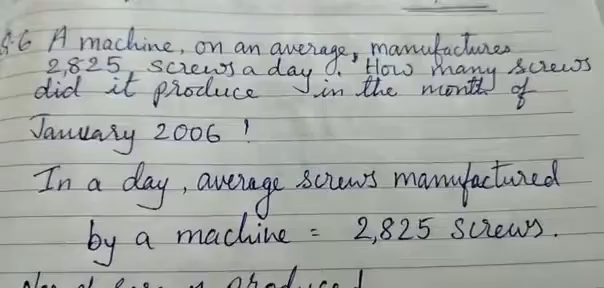 Q.6 A machine, on an average, manufactures
2,825 screws a day. How many screws
did it produce in the month of
January 2006 ?
In a day, average screws manufactured
by a machine = 2,825 screws.
produced